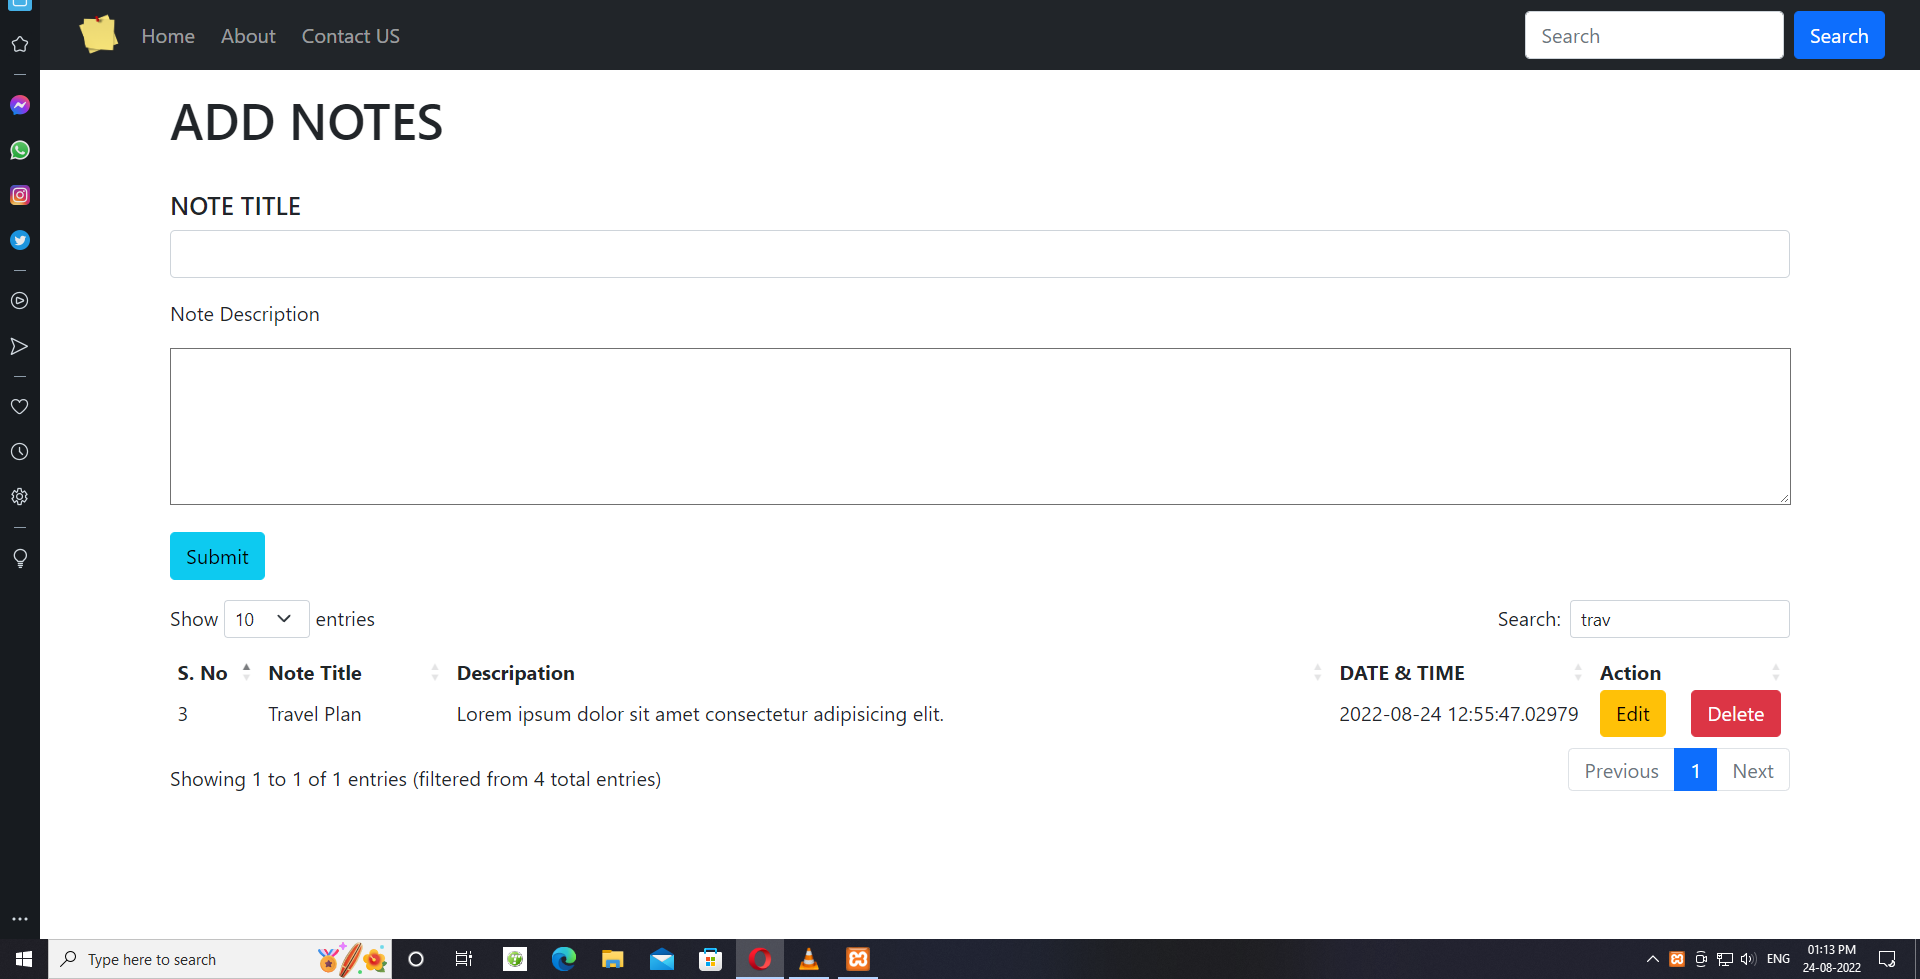 Home About Contact US Search Search
ADD NOTES
NOTE TITLE
Note Description
Submit
Show 10 entries Search: trav
S. No Note Title Descripation DATE & TIME Action
3 Travel Plan Lorem ipsum dolor sit amet consectetur adipisicing elit. 2022-08-24 12:55:47.02979 Edit Delete
Showing 1 to 1 of 1 entries (filtered from 4 total entries) Previous 1 Next
Type here to search ENG 01:13 PM
24-08-2022